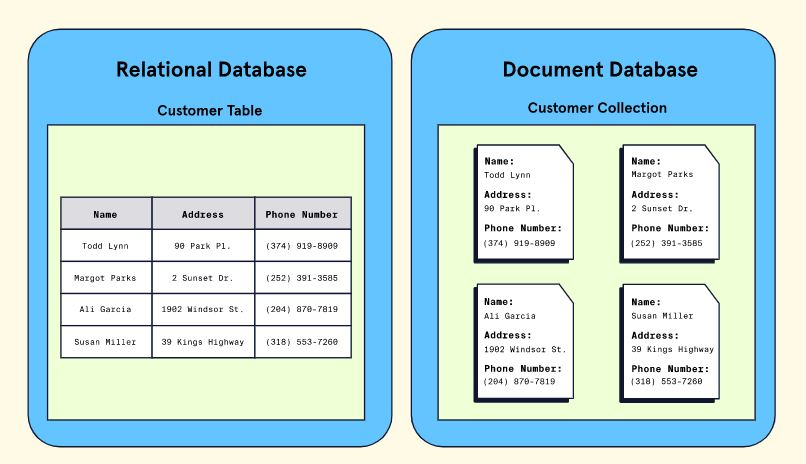 Relational Database
Customer Table
Name Address Phone Number
Todd Lynn 90 Park Pl. (374) 919-8909
Margot Parks 2 Sunset Dr. (252) 391-3585
Ali Garcia 1902 Windsor St. (204) 870-7819
Susan Miller 39 Kings Highway (318) 553-7260
Document Database
Customer Collection
Name:
Todd Lynn
Address:
90 Park Pl.
Phone Number:
(374) 919-8909
Name:
Margot Parks
Address:
2 Sunset Dr.
Phone Number:
(252) 391-3585
Name:
Ali Garcia
Address:
1902 Windsor St.
Phone Number:
(204) 870-7819
Name:
Susan Miller
Address:
39 Kings Highway
Phone Number:
(318) 553-7260